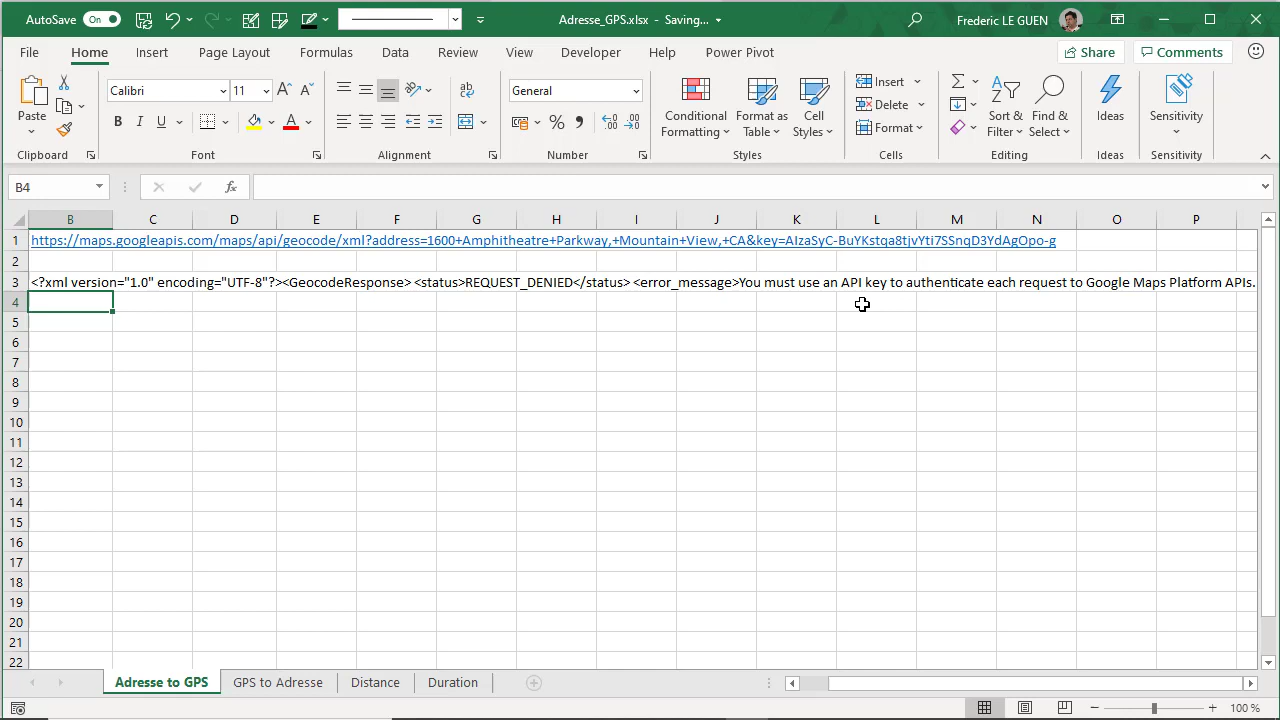 AutoSave On Adresse_GPS.xlsx - Saving... Frederic LE GUEN
File Home Insert Page Layout Formulas Data Review View Developer Help Power Pivot Share Comments
Calibri 11 General Insert
Delete
Format
Paste Conditional Formatting Format as Table Cell Styles Sort & Filter Find & Select Ideas Sensitivity
Clipboard Font Alignment Number Styles Cells Editing Ideas Sensitivity
B4 fx
B C D E F G H I J K L M N O P
1 https://maps.googleapis.com/maps/api/geocode/xml?address=1600+Amphitheatre+Parkway,+Mountain+View,+CA&key=AIzaSyC-BuYKstqa8tjvYti7SSnqD3YdAgOpo-g
2
3 <?xml version="1.0" encoding="UTF-8"?><GeocodeResponse> <status>REQUEST_DENIED</status> <error_message>You must use an API key to authenticate each request to Google Maps Platform APIs.
4
5
6
7
8
9
10
11
12
13
14
15
16
17
18
19
20
21
22
Adresse to GPS GPS to Adresse Distance Duration
100 %